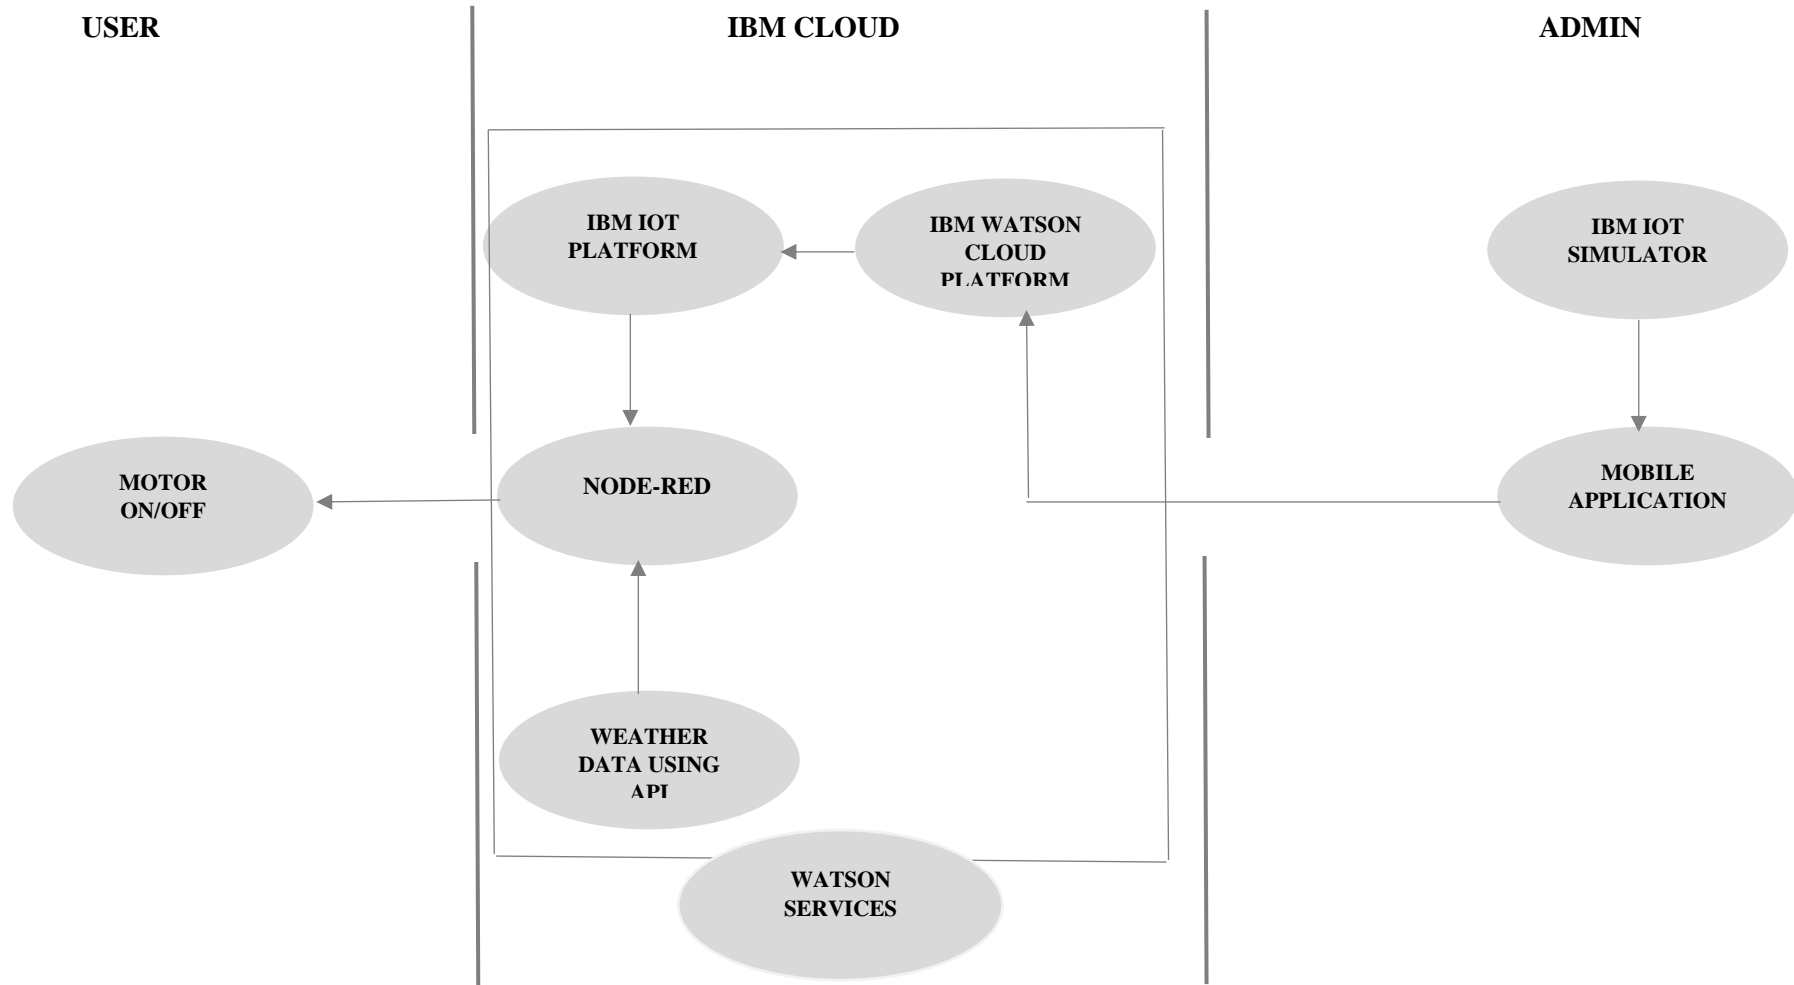 USER
IBM CLOUD
ADMIN
IBM IOT
PLATFORM
IBM WATSON
CLOUD
PLATFORM
IBM IOT
SIMULATOR
MOTOR
ON/OFF
NODE-RED
MOBILE
APPLICATION
WEATHER
DATA USING
API
WATSON
SERVICES